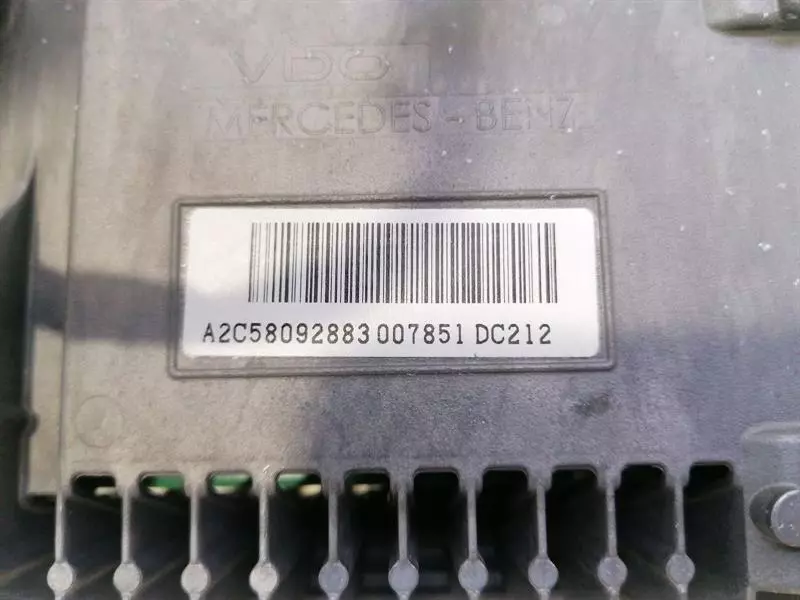 VDO
MERCEDES-BENZ
A2C58092883 007851 DC212